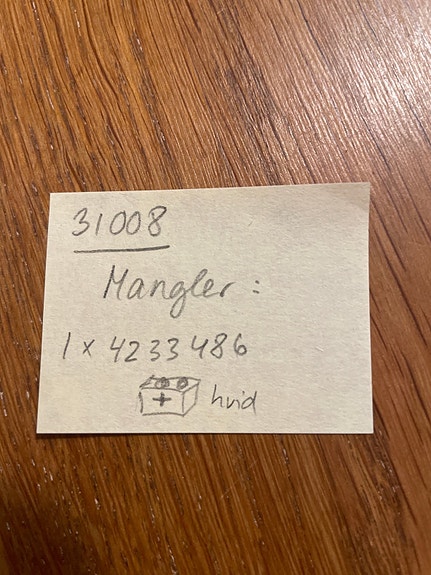 31008
Mangler:
1 x 4233486
+ hvid